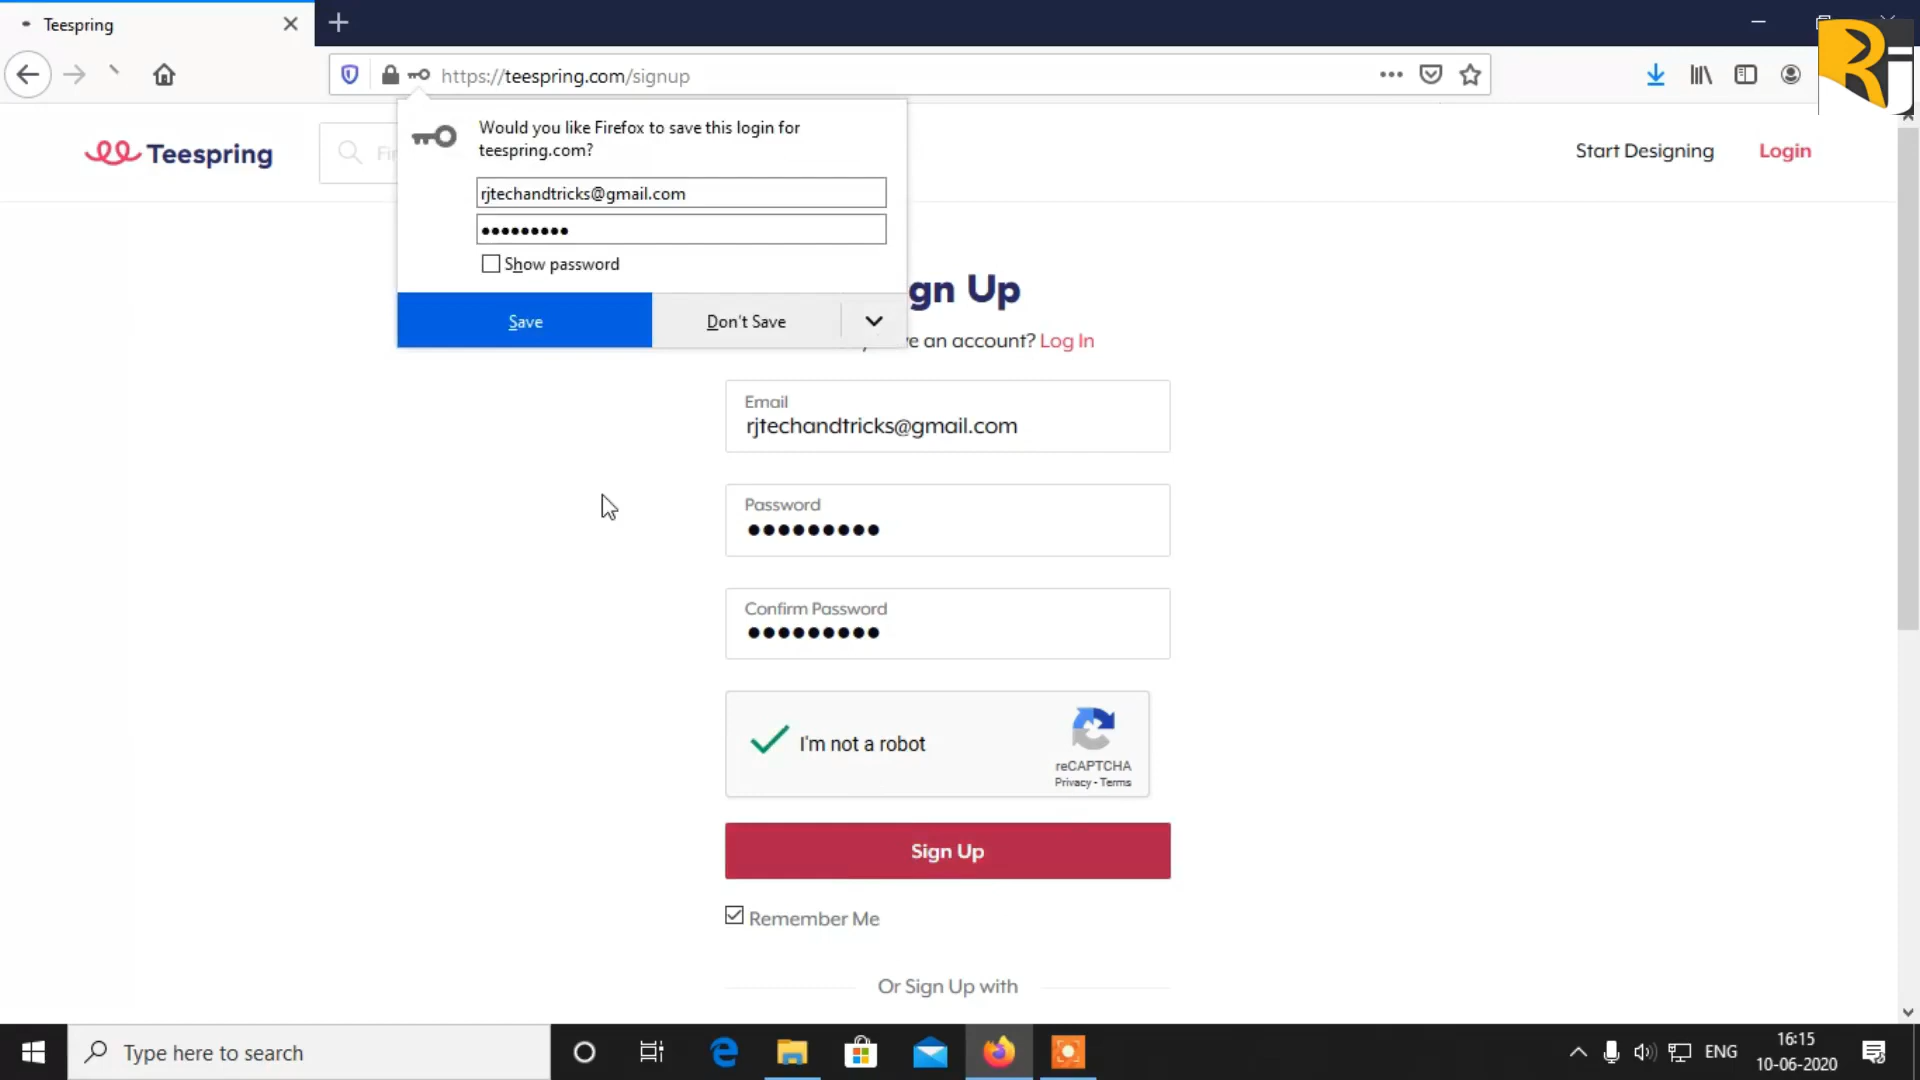 Teespring
https://teespring.com/signup
Would you like Firefox to save this login for
teespring.com?
rjtechandtricks@gmail.com
Show password
Save
Don't Save
Teespring
Start Designing
Login
gn Up
e an account? Log In
Email
rjtechandtricks@gmail.com
Password
Confirm Password
I'm not a robot
reCAPTCHA
Privacy - Terms
Sign Up
Remember Me
Or Sign Up with
Type here to search
ENG
16:15
10-06-2020